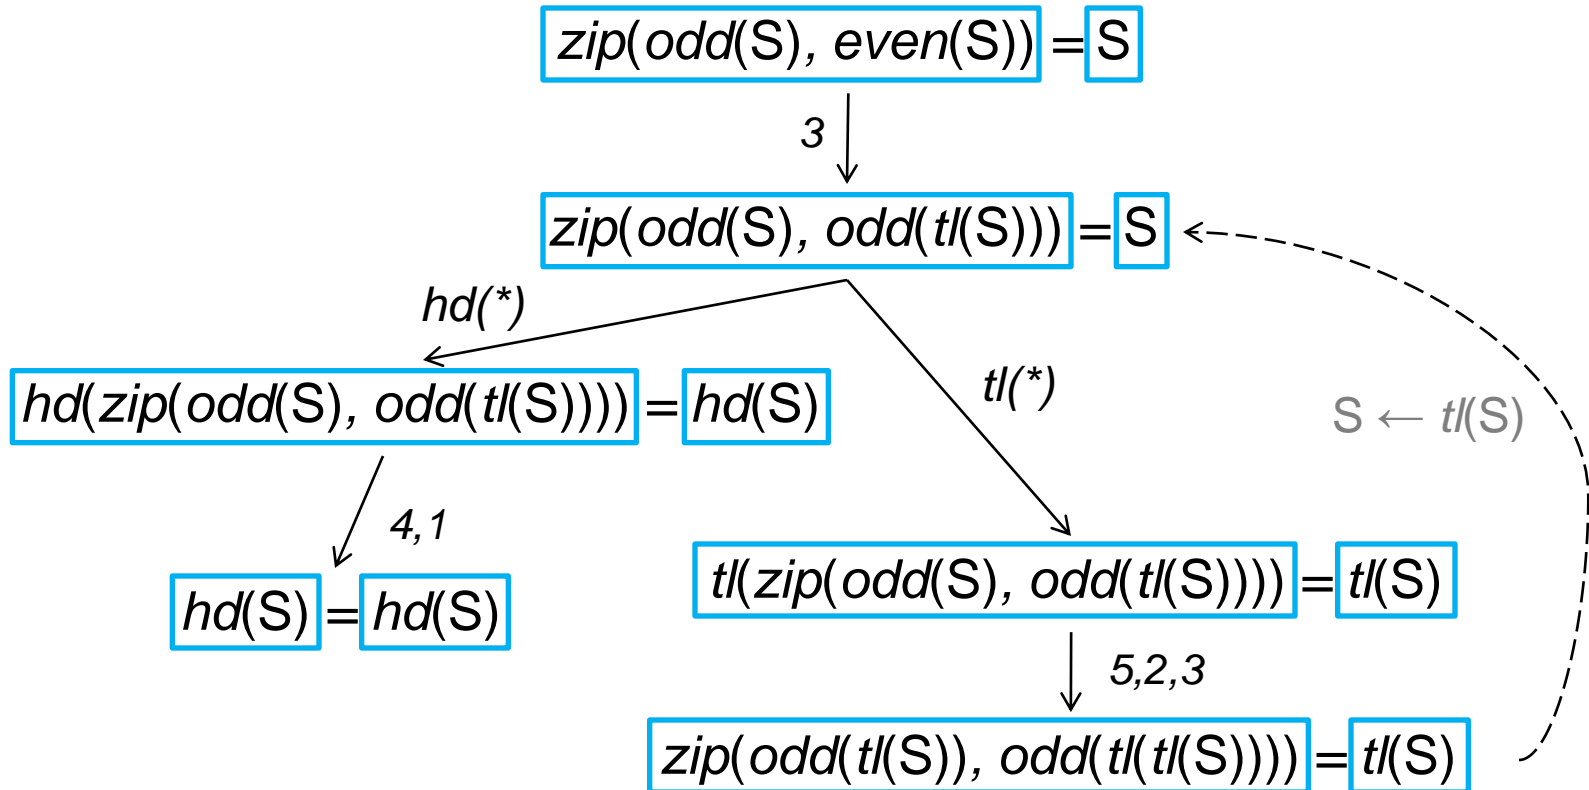 zip(odd(S), even(S)) = S
3
zip(odd(S), odd(tl(S))) = S
hd(*)
tl(*)
hd(zip(odd(S), odd(tl(S)))) = hd(S)
S ← tl(S)
4,1
tl(zip(odd(S), odd(tl(S)))) = tl(S)
hd(S) = hd(S)
5,2,3
zip(odd(tl(S)), odd(tl(tl(S)))) = tl(S)